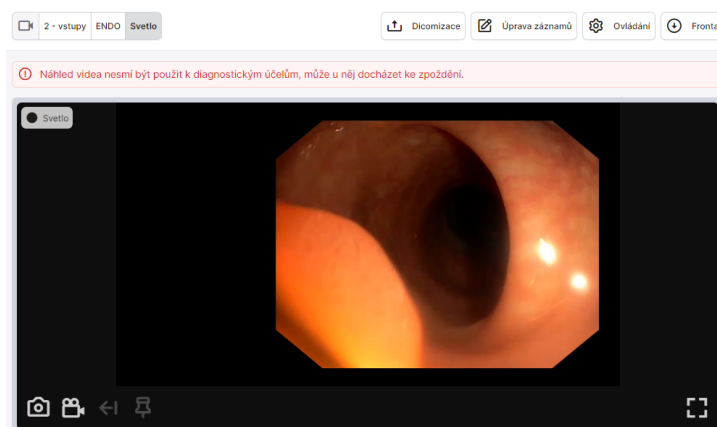 2 - vstupy ENDO Svetlo Dicomizace Úprava záznamů Ovládání Fronta
Náhled videa nesmí být použit k diagnostickým účelům, může u něj docházet ke zpoždění.
Svetlo